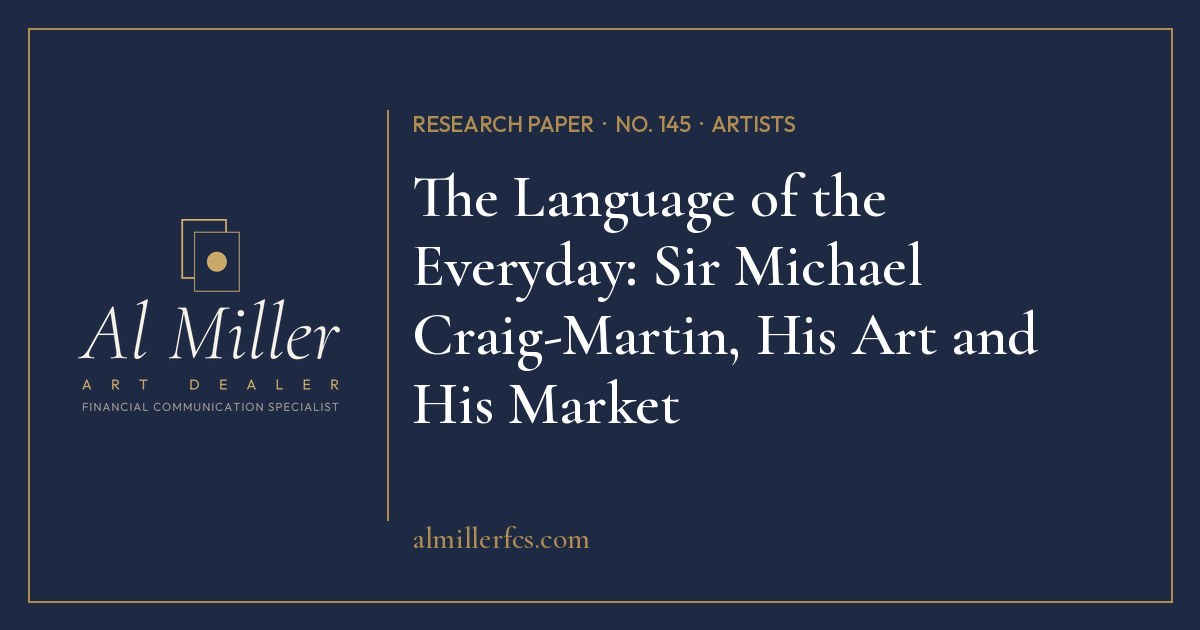 Al Miller
ART DEALER
FINANCIAL COMMUNICATION SPECIALIST
RESEARCH PAPER · NO. 145 · ARTISTS
The Language of the
Everyday: Sir Michael
Craig-Martin, His Art and
His Market
almillerfcs.com